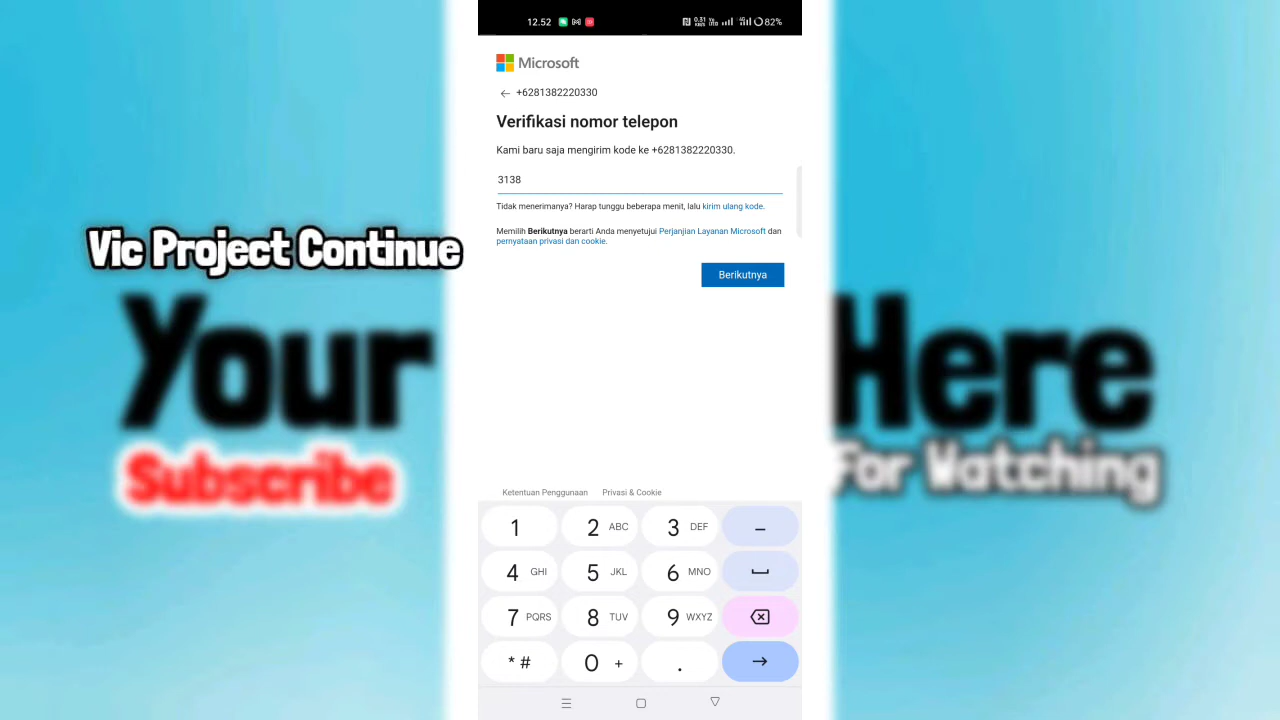 12.52
82%
Microsoft
← +6281382220330
Verifikasi nomor telepon
Kami baru saja mengirim kode ke +6281382220330.
3138
Tidak menerimanya? Harap tunggu beberapa menit, lalu kirim ulang kode.
Memilih Berikutnya berarti Anda menyetujui Perjanjian Layanan Microsoft dan
pernyataan privasi dan cookie.
Berikutnya
Vic Project Continue
Your Here
Subscribe For Watching
Ketentuan Penggunaan Privasi & Cookie
1 2 ABC 3 DEF –
4 GHI 5 JKL 6 MNO
7 PQRS 8 TUV 9 WXYZ
* # 0 + . →